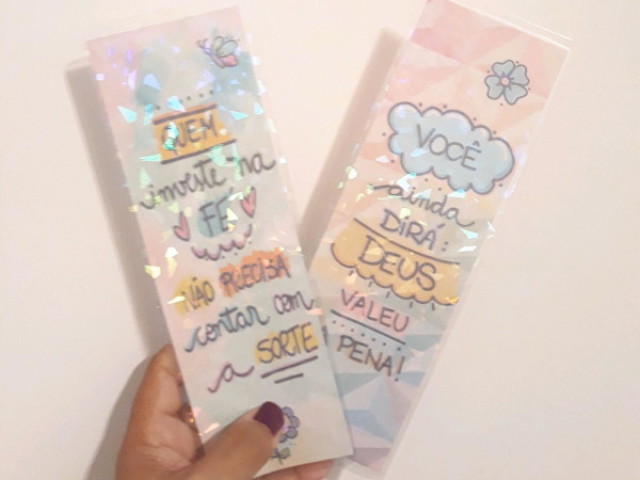 QUEM
investe na
FÉ
NÃO PRECISA
contar com
a SORTE
VOCÊ
ainda
DIRÁ:
DEUS
VALEU
PENA!